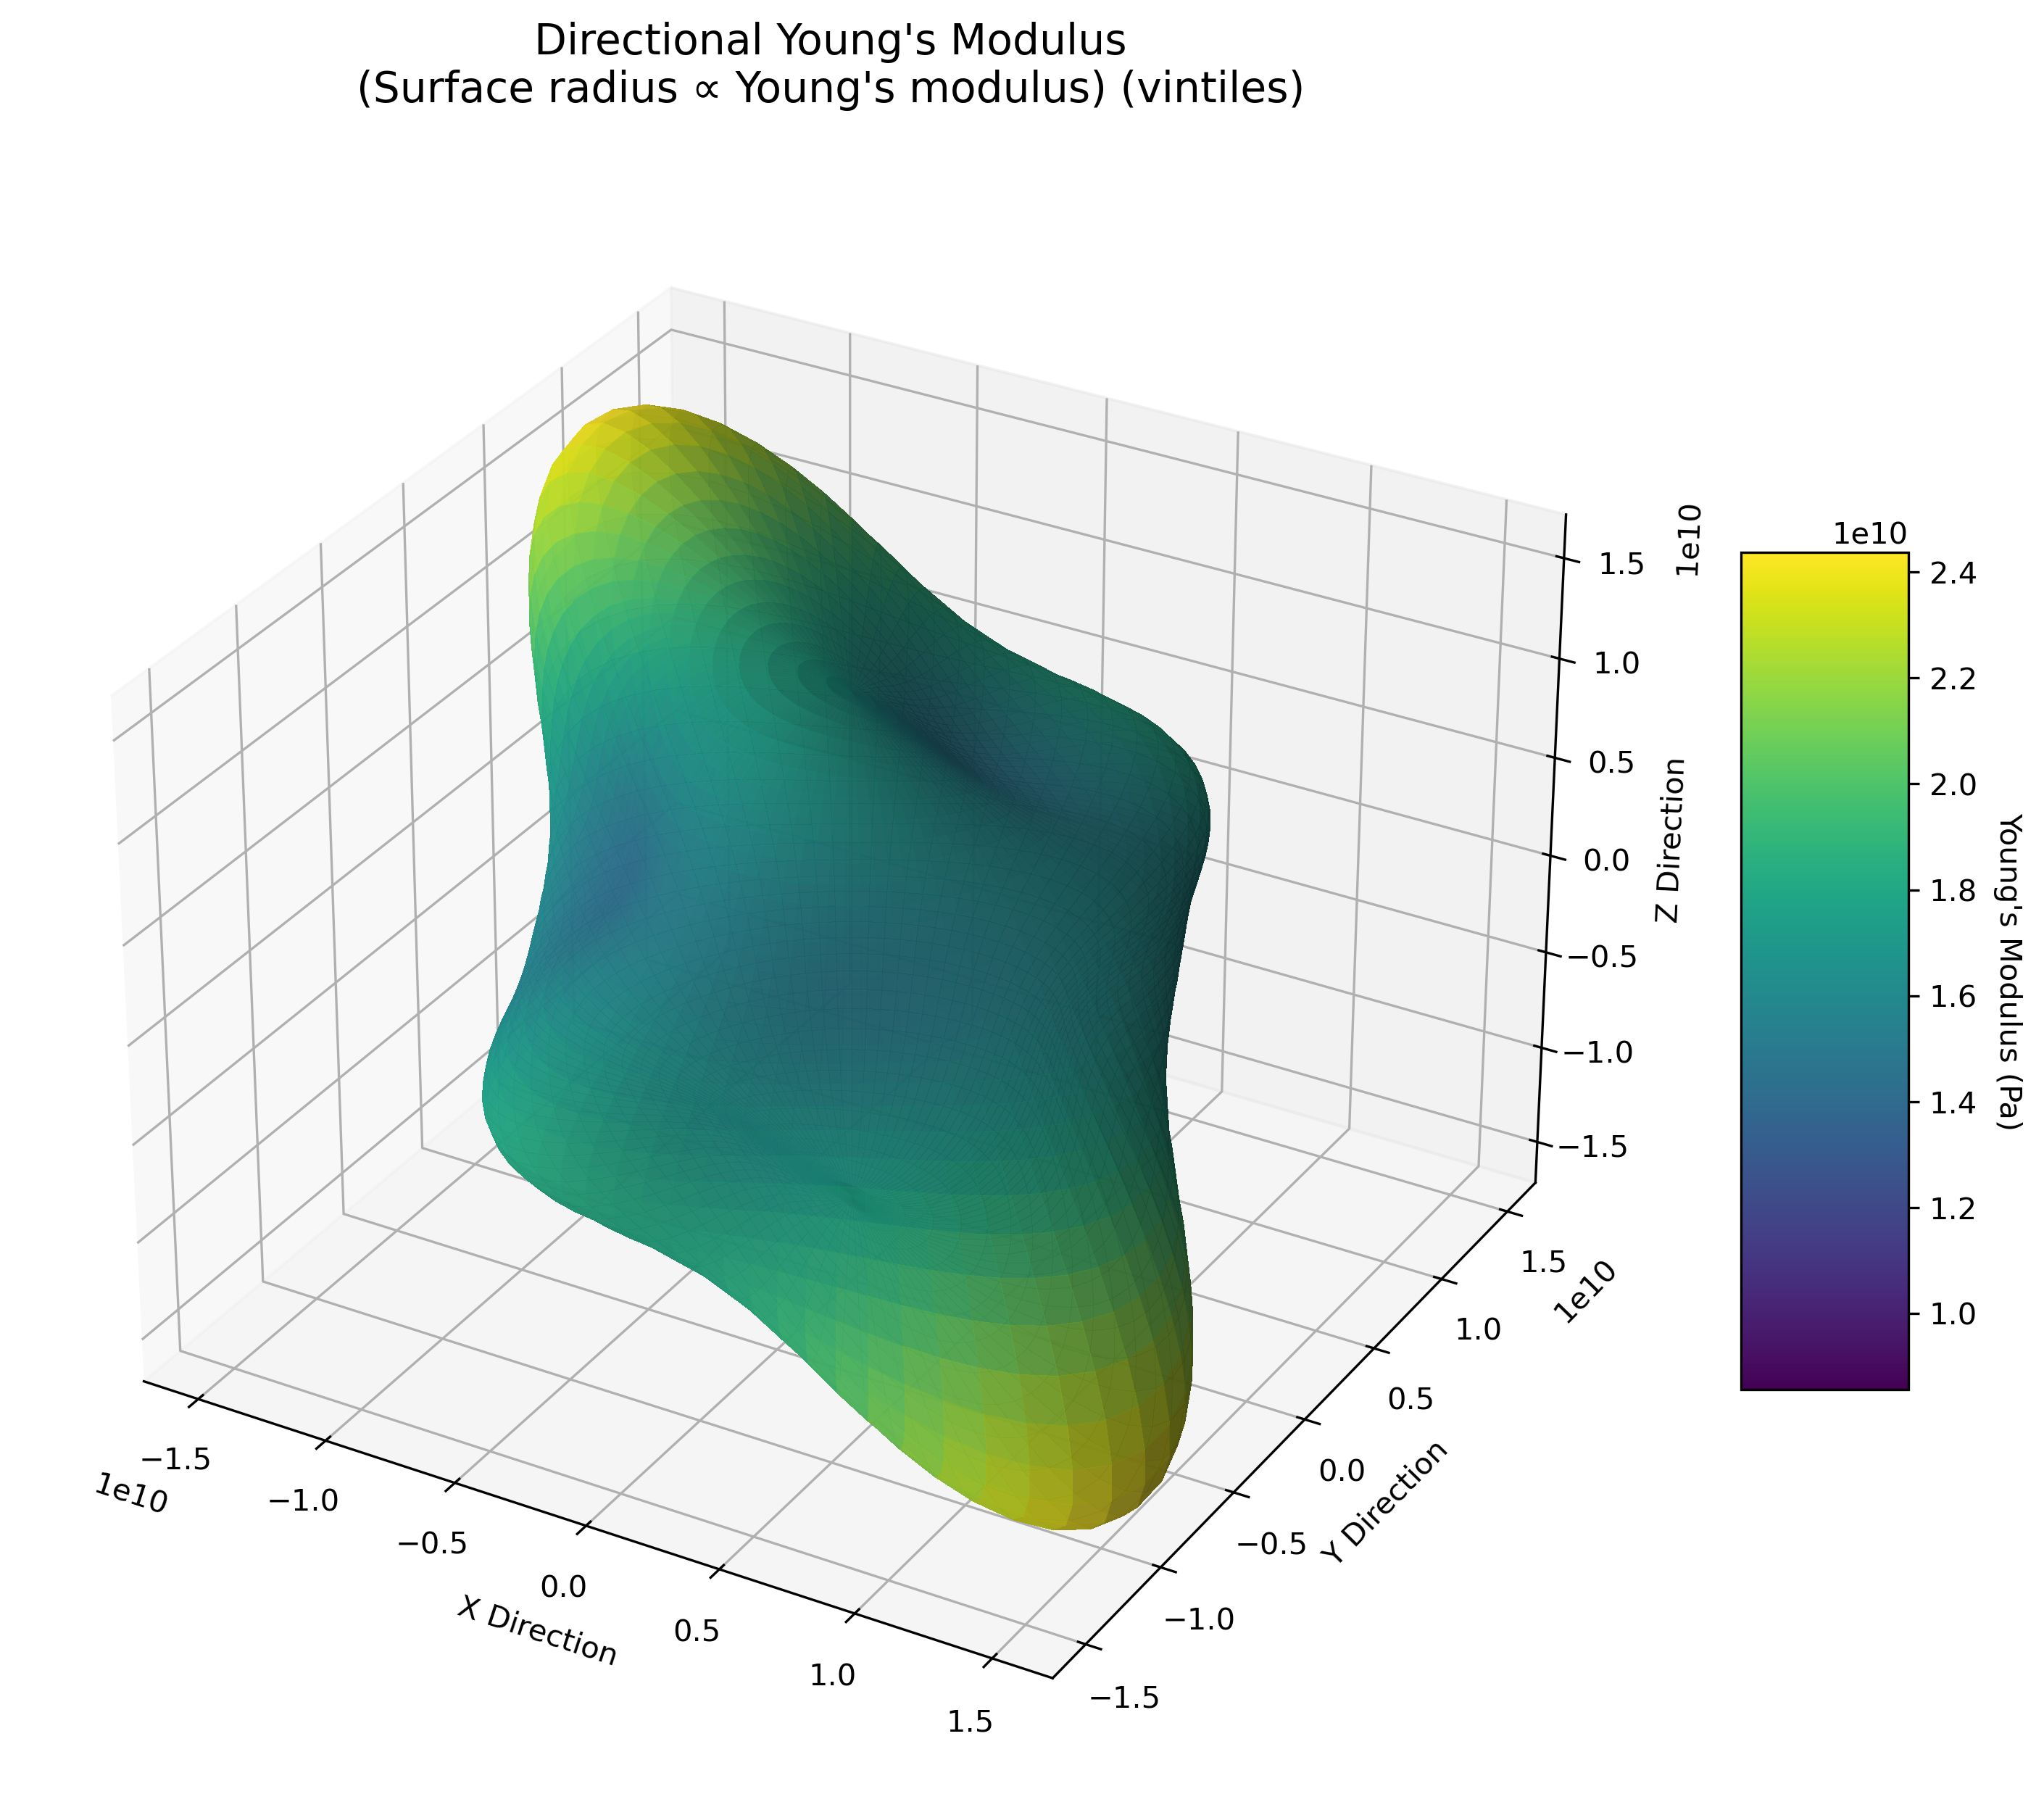 Directional Young's Modulus
(Surface radius ∝ Young's modulus) (vintiles)
1e10
1.5
1.0
0.5
0.0
−0.5
−1.0
−1.5
Z Direction
1e10
2.4
2.2
2.0
1.8
1.6
1.4
1.2
1.0
Young's Modulus (Pa)
1.5
1.0
0.5
0.0
−0.5
−1.0
−1.5
1e10
Y Direction
−1.5
−1.0
−0.5
0.0
0.5
1.0
1.5
1e10
X Direction